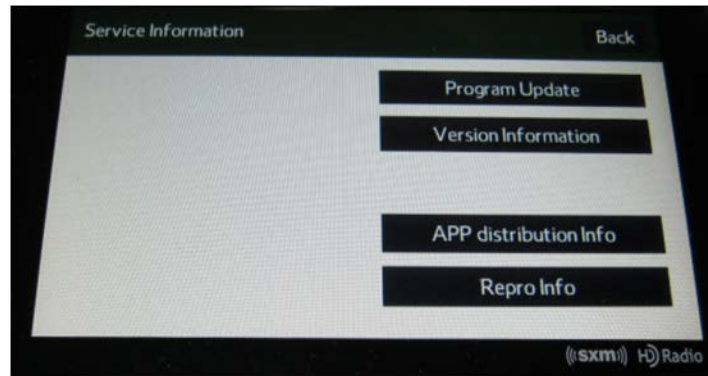 Service Information
Back
Program Update
Version Information
APP distribution Info
Repro Info
((sxm)) HD Radio